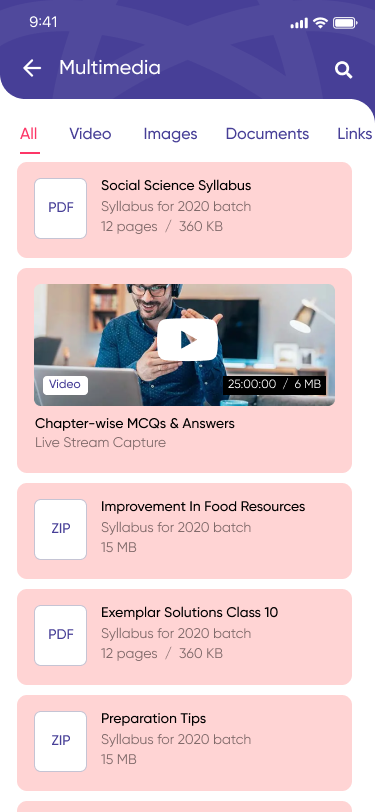 9:41
Multimedia
All Video Images Documents Links
PDF
Social Science Syllabus
Syllabus for 2020 batch
12 pages / 360 KB
Video
25:00:00 / 6 MB
Chapter-wise MCQs & Answers
Live Stream Capture
ZIP
Improvement In Food Resources
Syllabus for 2020 batch
15 MB
PDF
Exemplar Solutions Class 10
Syllabus for 2020 batch
12 pages / 360 KB
ZIP
Preparation Tips
Syllabus for 2020 batch
15 MB